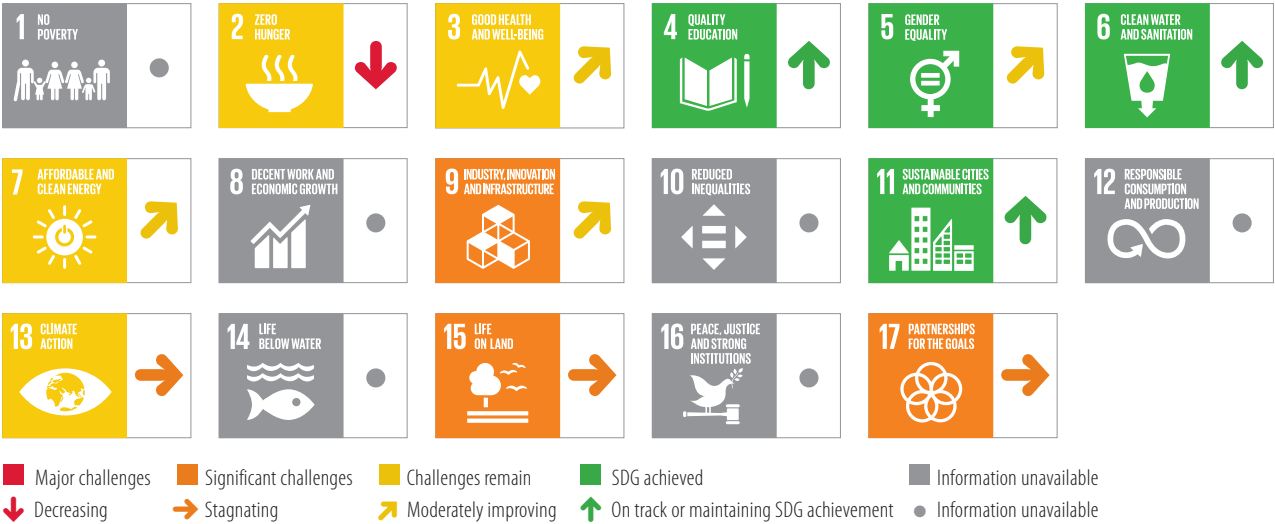 1 NO
POVERTY
2 ZERO
HUNGER
3 GOOD HEALTH
AND WELL-BEING
4 QUALITY
EDUCATION
5 GENDER
EQUALITY
6 CLEAN WATER
AND SANITATION
7 AFFORDABLE AND
CLEAN ENERGY
8 DECENT WORK AND
ECONOMIC GROWTH
9 INDUSTRY, INNOVATION
AND INFRASTRUCTURE
10 REDUCED
INEQUALITIES
11 SUSTAINABLE CITIES
AND COMMUNITIES
12 RESPONSIBLE
CONSUMPTION
AND PRODUCTION
13 CLIMATE
ACTION
14 LIFE
BELOW WATER
15 LIFE
ON LAND
16 PEACE, JUSTICE
AND STRONG
INSTITUTIONS
17 PARTNERSHIPS
FOR THE GOALS
Major challenges Significant challenges Challenges remain SDG achieved Information unavailable
Decreasing Stagnating Moderately improving On track or maintaining SDG achievement Information unavailable